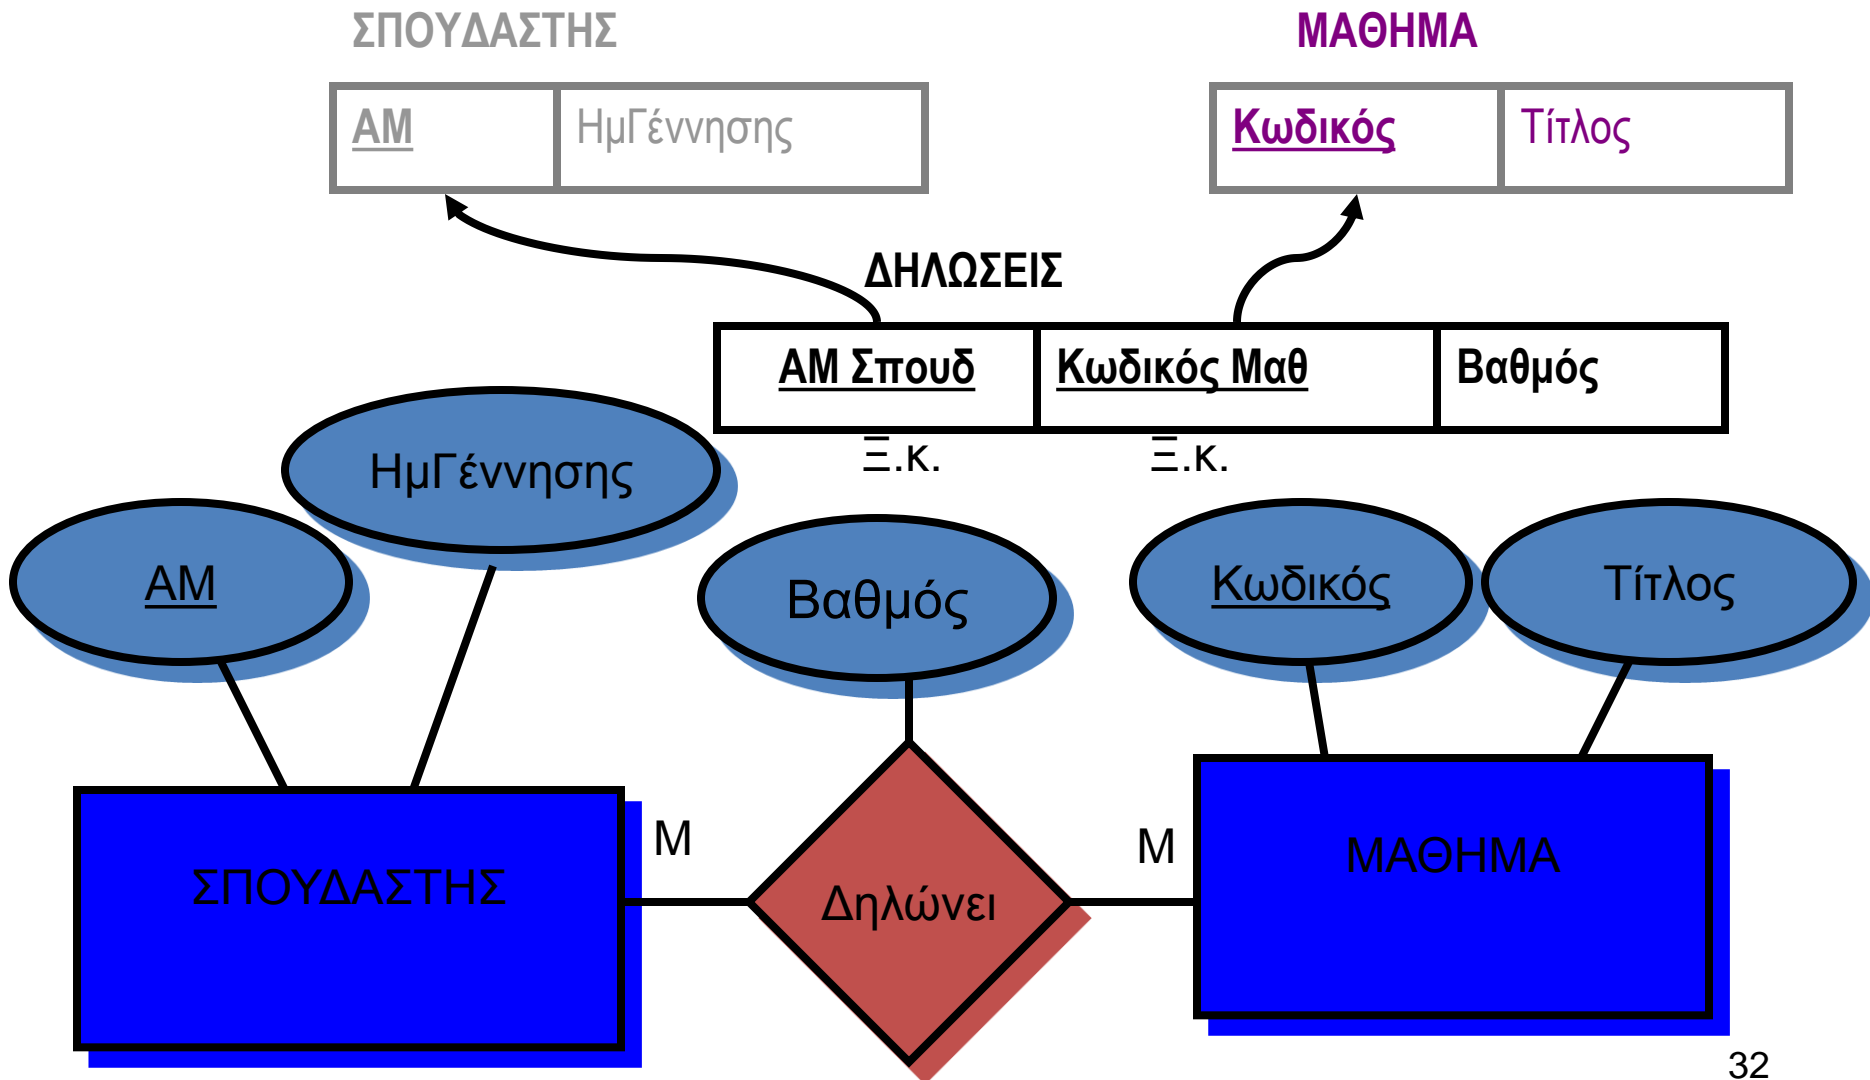 ΣΠΟΥΔΑΣΤΗΣ
ΜΑΘΗΜΑ
ΑΜ
ΗμΓέννησης
Κωδικός
Τίτλος
ΔΗΛΩΣΕΙΣ
ΑΜ Σπουδ
Κωδικός Μαθ
Βαθμός
Ξ.κ.
Ξ.κ.
ΗμΓέννησης
ΑΜ
Βαθμός
Κωδικός
Τίτλος
ΣΠΟΥΔΑΣΤΗΣ
Μ
Δηλώνει
Μ
ΜΑΘΗΜΑ
32